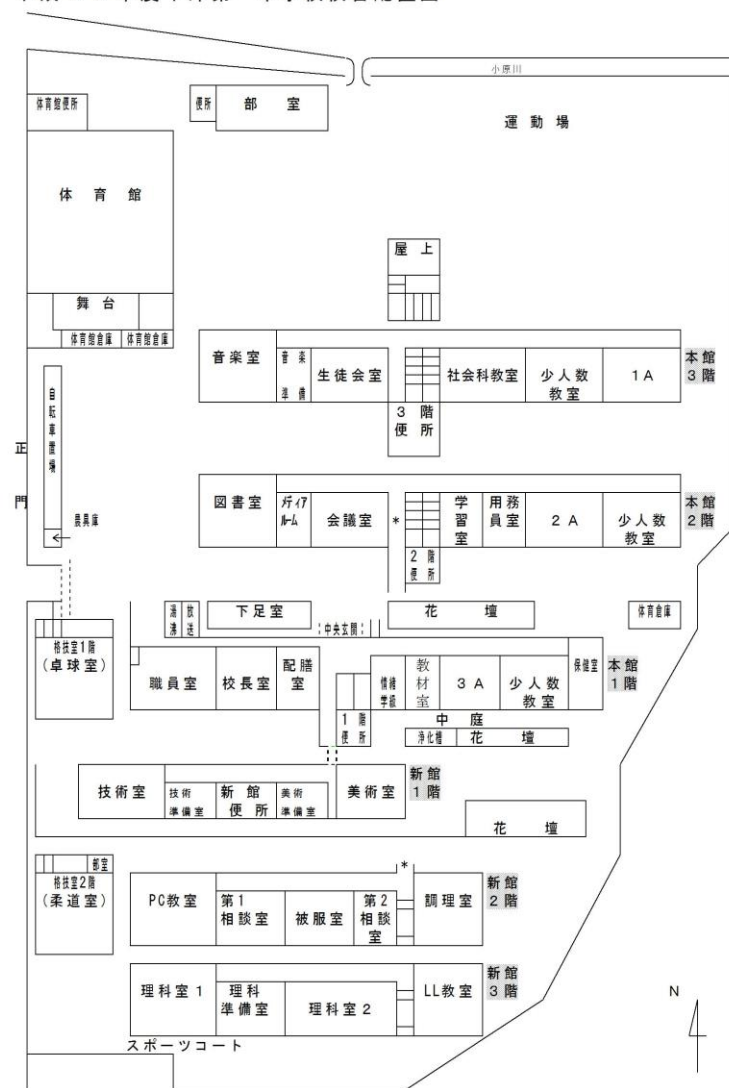 小原川
体育館便所
便所
部室
運動場
体育館
屋上
舞台
体育館倉庫
体育館倉庫
音楽室
音楽
準備
生徒会室
社会科教室
少人数
教室
1A
本館
3階
3階
便所
自転車置場
正門
農具庫
図書室
メディア
ルーム
会議室
*
学習室
用務
員室
2A
少人数
教室
本館
2階
2階
便所
湯沸
放送
下足室
中央玄関
花壇
体育倉庫
格技室1階
(卓球室)
職員室
校長室
配膳
室
情緒
学級
教材室
3A
少人数
教室
保健室
本館
1階
1階
便所
中庭
浄化槽
花壇
技術室
技術
準備室
新館
便所
美術
準備室
美術室
新館
1階
花壇
部室
格技室2階
(柔道室)
PC教室
第1
相談室
被服室
第2
相談
室
*
調理室
新館
2階
理科室1
理科
準備室
理科室2
LL教室
新館
3階
スポーツコート
N